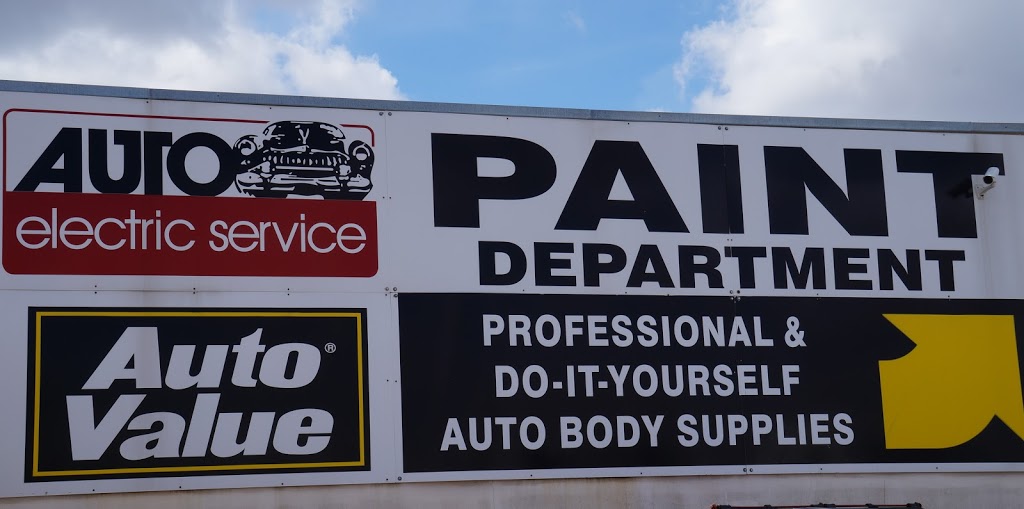 AUTO
electric service
PAINT
DEPARTMENT
Auto
Value®
PROFESSIONAL &
DO-IT-YOURSELF
AUTO BODY SUPPLIES